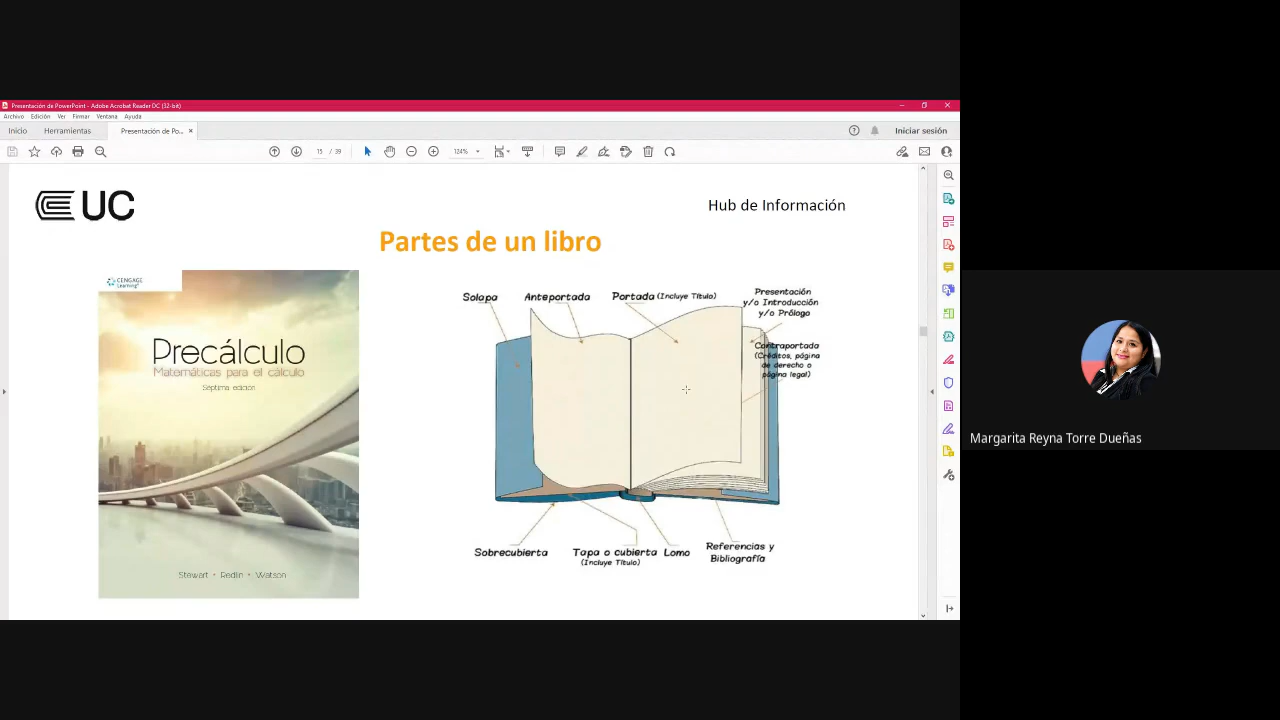 Presentación de PowerPoint - Adobe Acrobat Reader DC (32-bit)
Archivo Edición Ver Firmar Ventana Ayuda
Inicio Herramientas Presentación de Po... × Iniciar sesión
15 / 39 124%
UC
Hub de Información
Partes de un libro
CENGAGE
Learning
Precálculo
Matemáticas para el cálculo
Séptima edición
Stewart • Redlin • Watson
Solapa
Anteportada
Portada (Incluye Título)
Presentación
y/o Introducción
y/o Prólogo
Contraportada
(Créditos, página
de derecho o
página legal)
Sobrecubierta
Tapa o cubierta
(Incluye Título)
Lomo
Referencias y
Bibliografía
Margarita Reyna Torre Dueñas